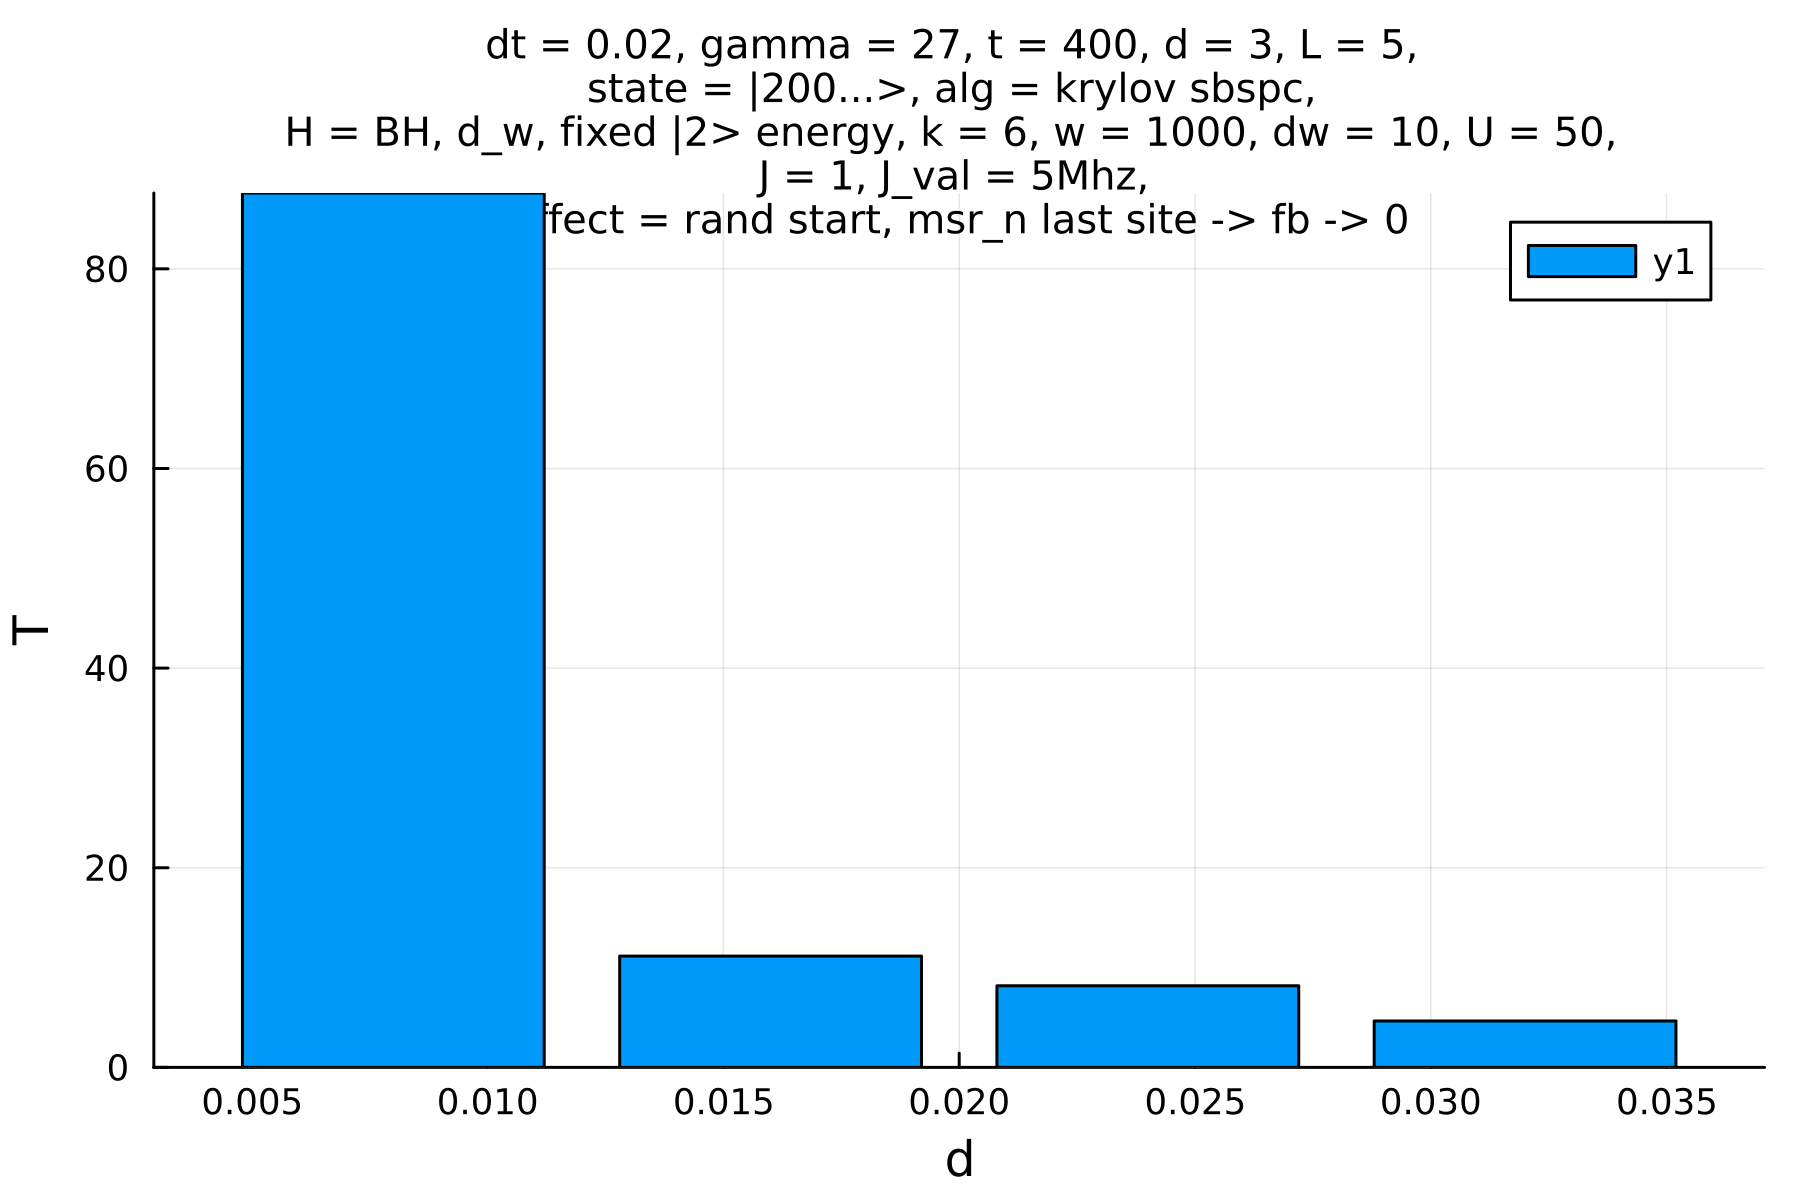 dt = 0.02, gamma = 27, t = 400, d = 3, L = 5,
state = |200...>, alg = krylov sbspc,
H = BH, d_w, fixed |2> energy, k = 6, w = 1000, dw = 10, U = 50,
J = 1, J_val = 5Mhz,
= rand start, msr_n last site -> fb -> 0
y1
80
60
40
20
0
T
0.005 0.010 0.015 0.020 0.025 0.030 0.035
d